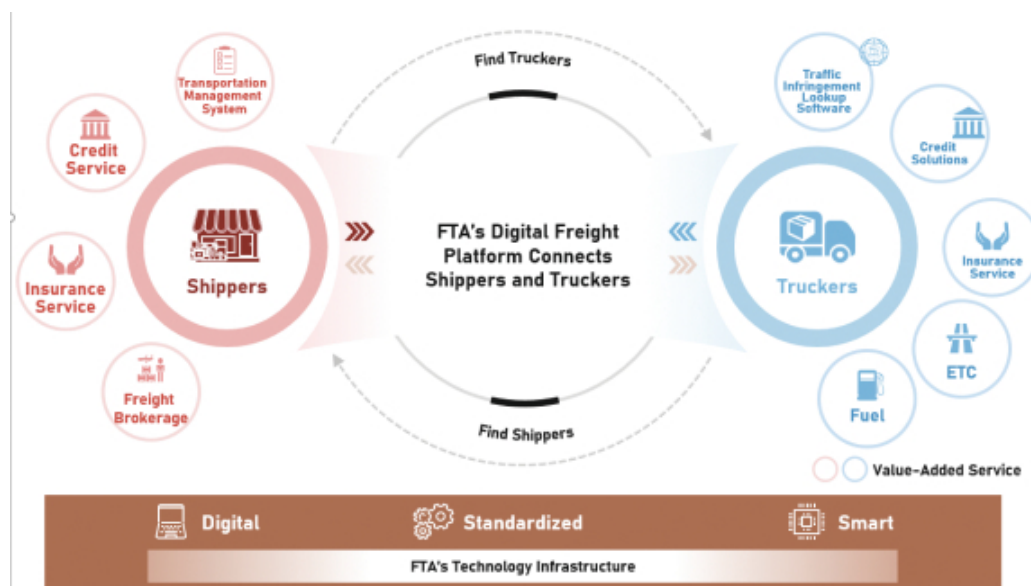 Find Truckers
Transportation
Management
System
Credit
Service
Insurance
Service
Freight
Brokerage
Shippers
FTA's Digital Freight
Platform Connects
Shippers and Truckers
Truckers
Traffic
Infringement
Lookup
Software
Credit
Solutions
Insurance
Service
ETC
Fuel
Find Shippers
Value-Added Service
Digital
Standardized
Smart
FTA's Technology Infrastructure